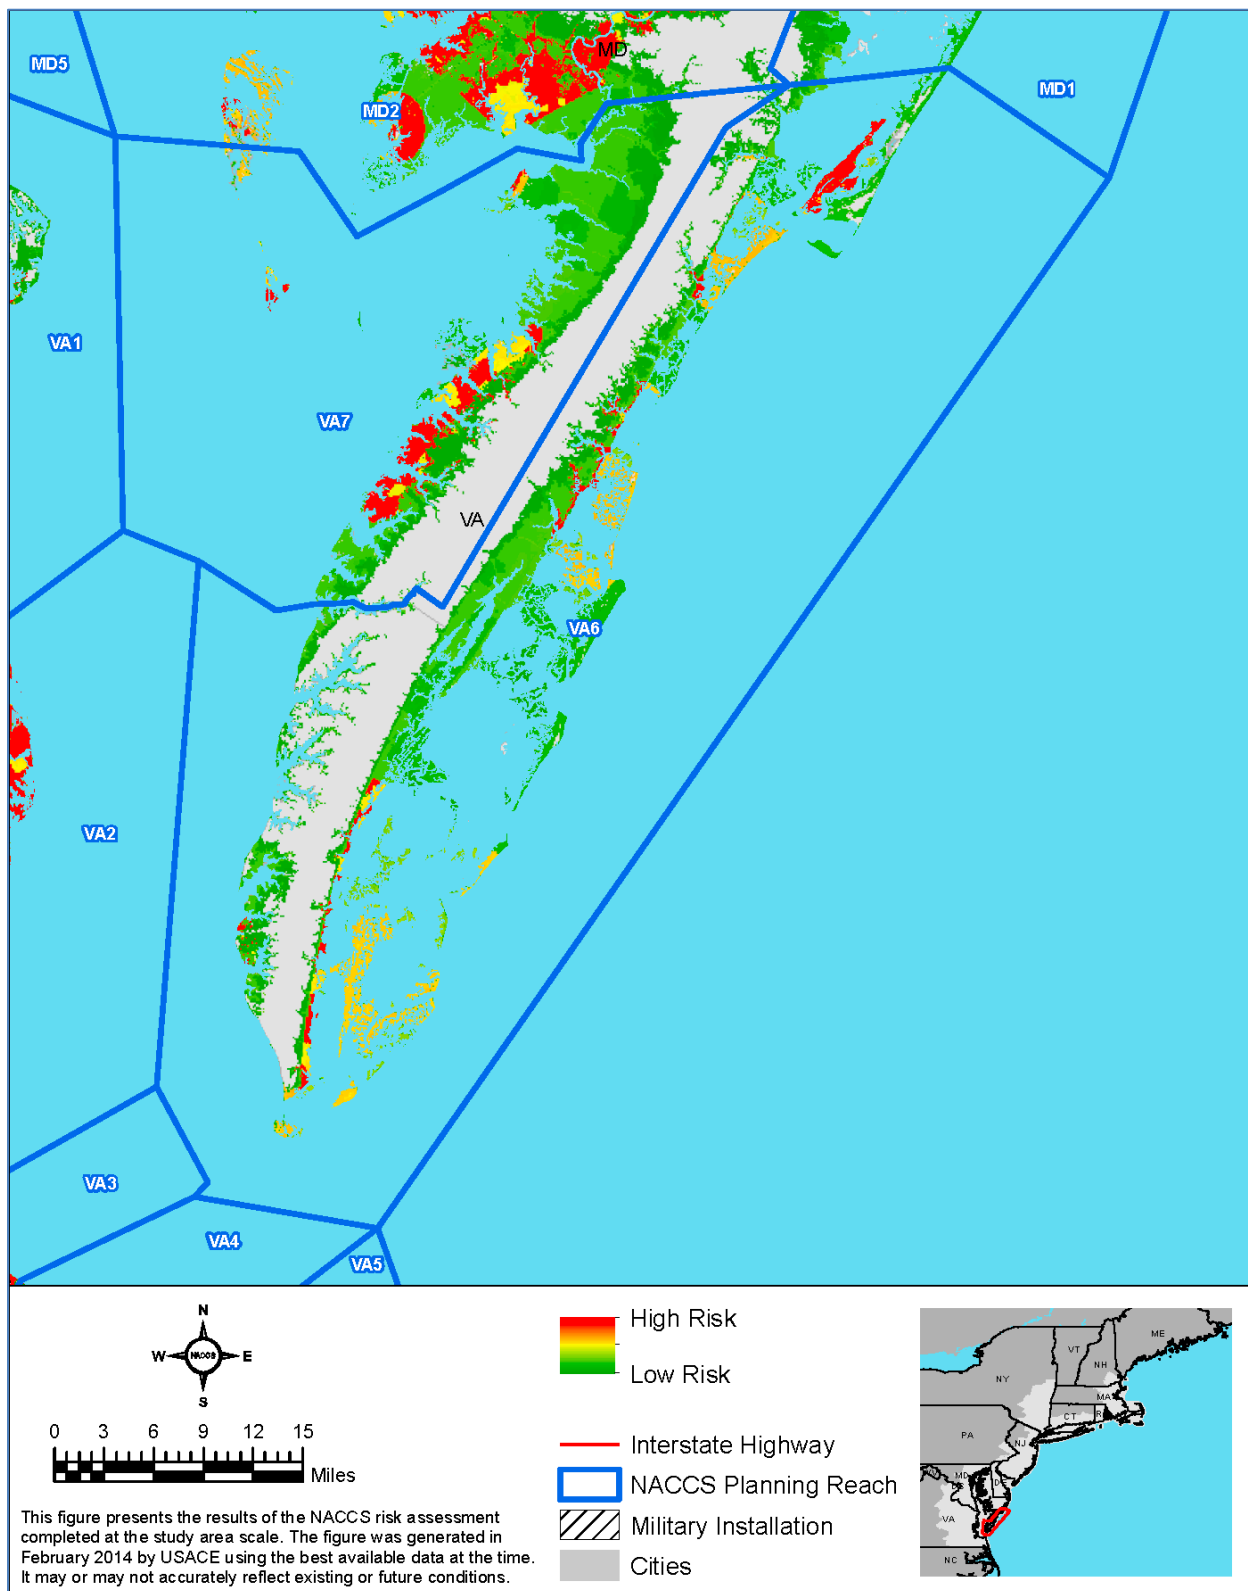 MD
MD5
MD1
MD2
VA1
VA7
VA
VA6
VA2
VA3
VA4
VA5
N
W
NACCS
E
S
0 3 6 9 12 15
Miles
This figure presents the results of the NACCS risk assessment
completed at the study area scale. The figure was generated in
February 2014 by USACE using the best available data at the time.
It may or may not accurately reflect existing or future conditions.
High Risk
Low Risk
Interstate Highway
NACCS Planning Reach
Military Installation
Cities
ME
VT
NH
NY
MA
CT
PA
NJ
MD
VA
NC